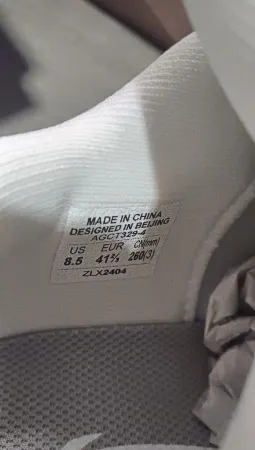 MADE IN CHINA
DESIGNED IN BEIJING
AGCT329-4
US EUR CN(mm)
8.5 41⅔ 260(3)
ZLX2404